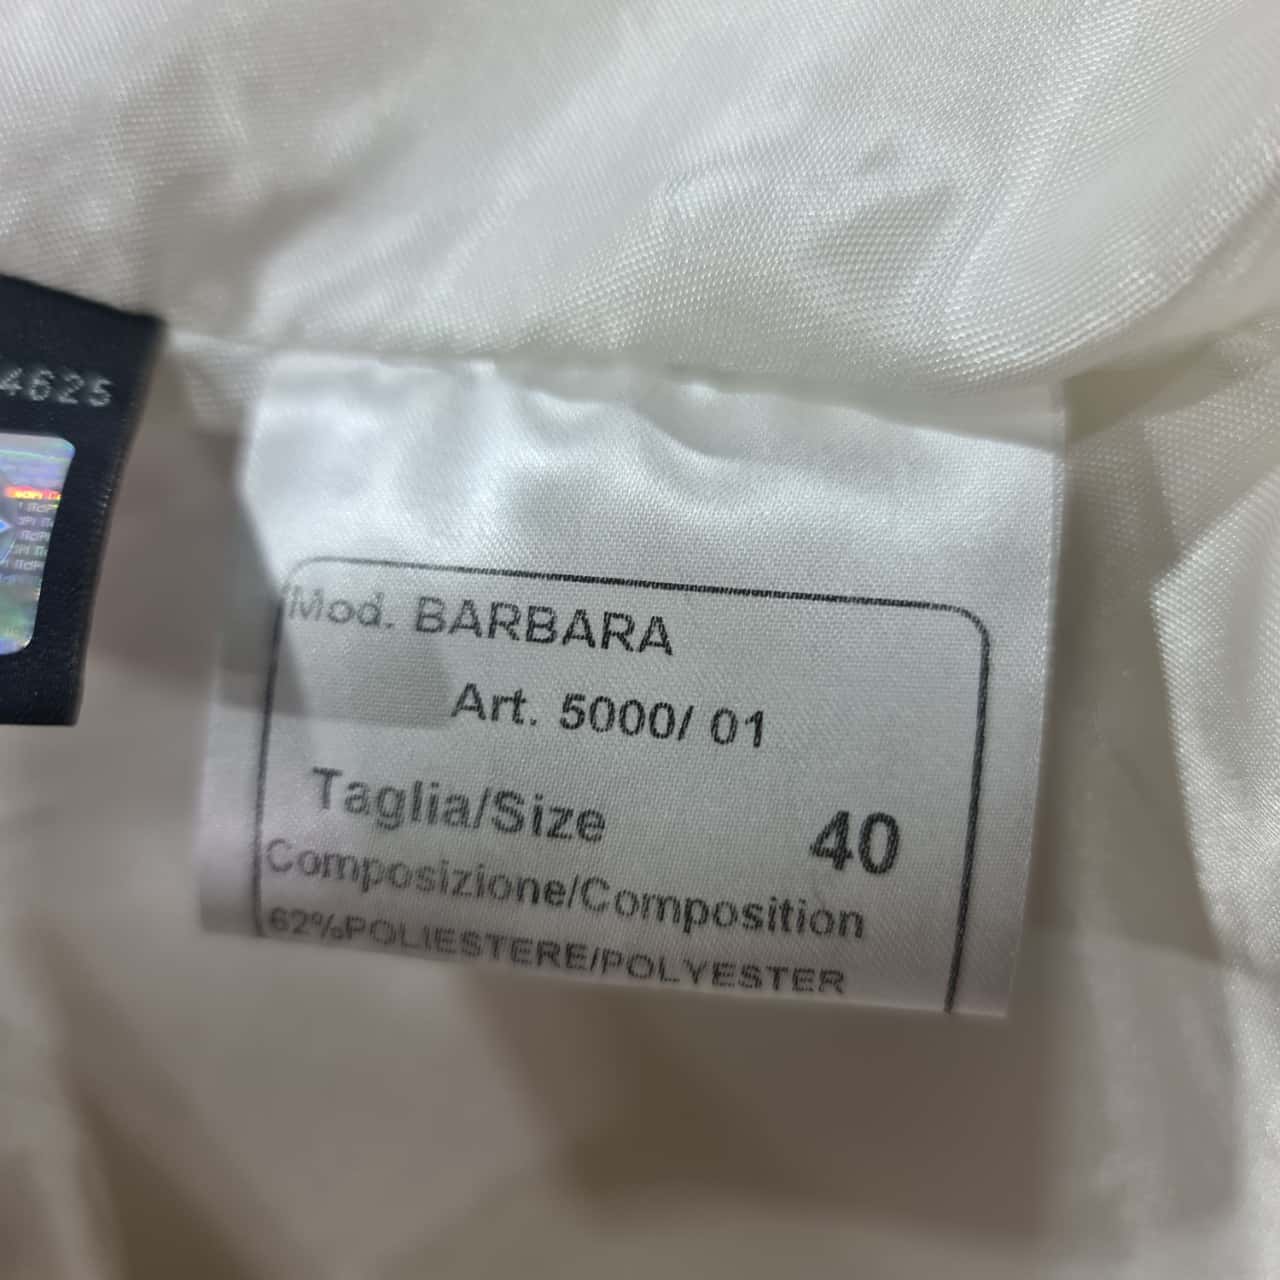 4625
Mod. BARBARA
Art. 5000/ 01
Taglia/Size 40
Composizione/Composition
62%POLIESTERE/POLYESTER